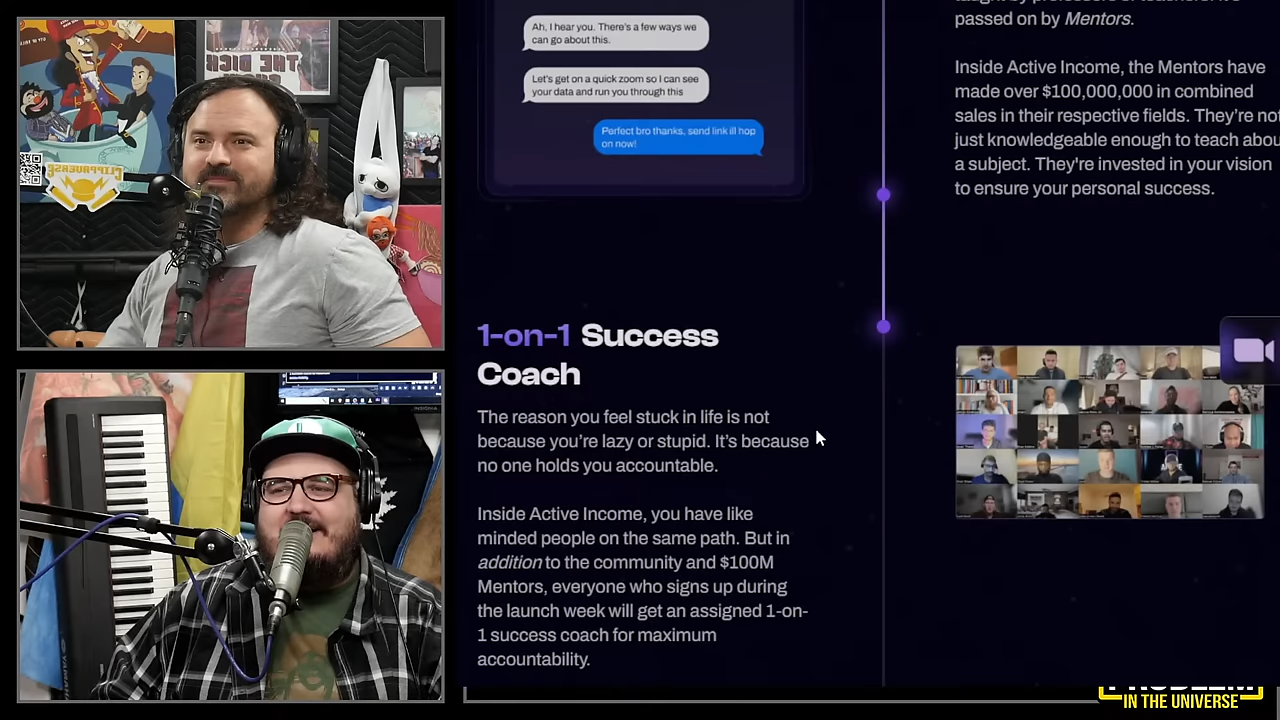 THE DICK
CLIPPYVERSE
YAMAHA
INSIGNIA
Ah, I hear you. There's a few ways we
can go about this.
Let's get on a quick zoom so I can see
your data and run you through this
Perfect bro thanks, send link ill hop
on now!
1-on-1 Success
Coach
The reason you feel stuck in life is not
because you're lazy or stupid. It's because
no one holds you accountable.
Inside Active Income, you have like
minded people on the same path. But in
addition to the community and $100M
Mentors, everyone who signs up during
the launch week will get an assigned 1-on-
1 success coach for maximum
accountability.
passed on by Mentors.
Inside Active Income, the Mentors have
made over $100,000,000 in combined
sales in their respective fields. They're not
just knowledgeable enough to teach abou
a subject. They're invested in your vision
to ensure your personal success.
PROBLEM
IN THE UNIVERSE